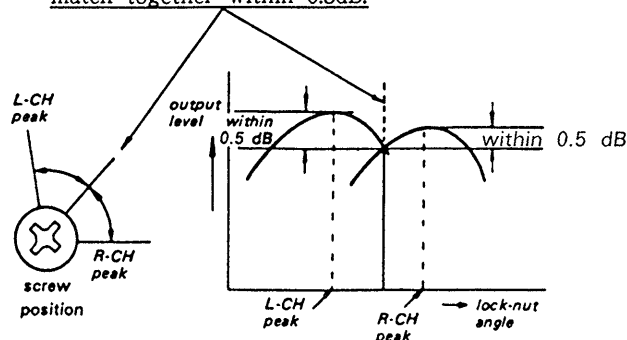 match together within 0.5dB.
L-CH
peak
R-CH
peak
screw
position
output
level
within
0.5 dB
within 0.5 dB
L-CH
peak
R-CH
peak
lock-nut
angle